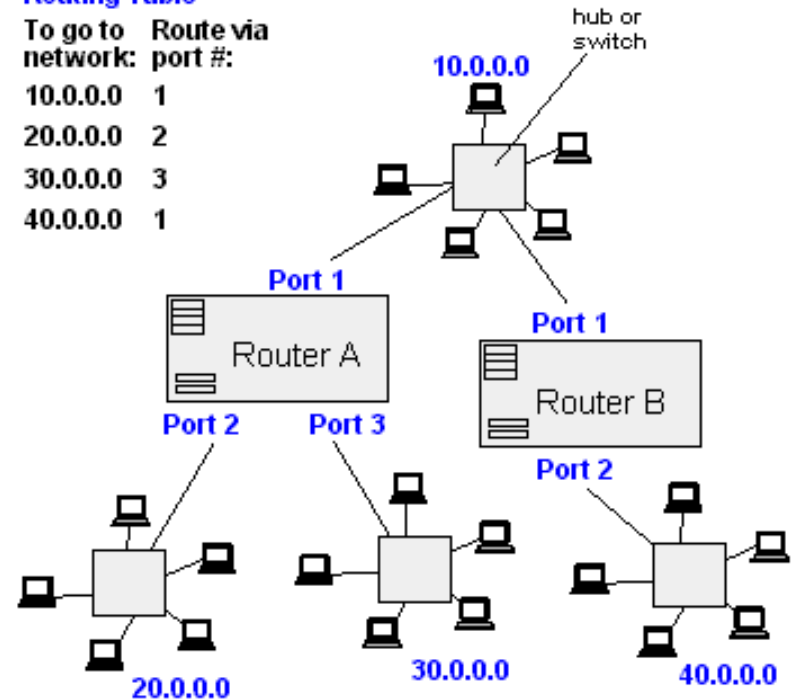 Routing Table
To go to Route via
network: port #:
10.0.0.0 1
20.0.0.0 2
30.0.0.0 3
40.0.0.0 1
hub or
switch
10.0.0.0
Port 1
Router A
Port 2 Port 3
Port 1
Router B
Port 2
20.0.0.0
30.0.0.0
40.0.0.0